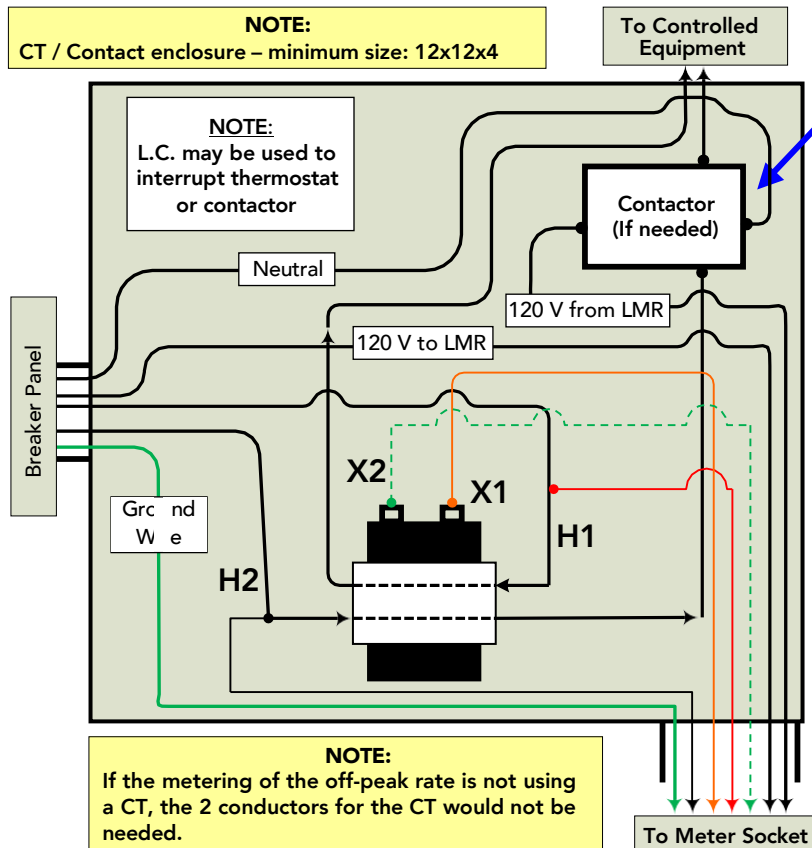 NOTE:
CT / Contact enclosure – minimum size: 12x12x4
To Controlled
Equipment
NOTE:
L.C. may be used to
interrupt thermostat
or contactor
Contactor
(If needed)
Neutral
120 V from LMR
120 V to LMR
Breaker Panel
X2
X1
H1
Gro nd
W e
H2
NOTE:
If the metering of the off-peak rate is not using
a CT, the 2 conductors for the CT would not be
needed.
To Meter Socket